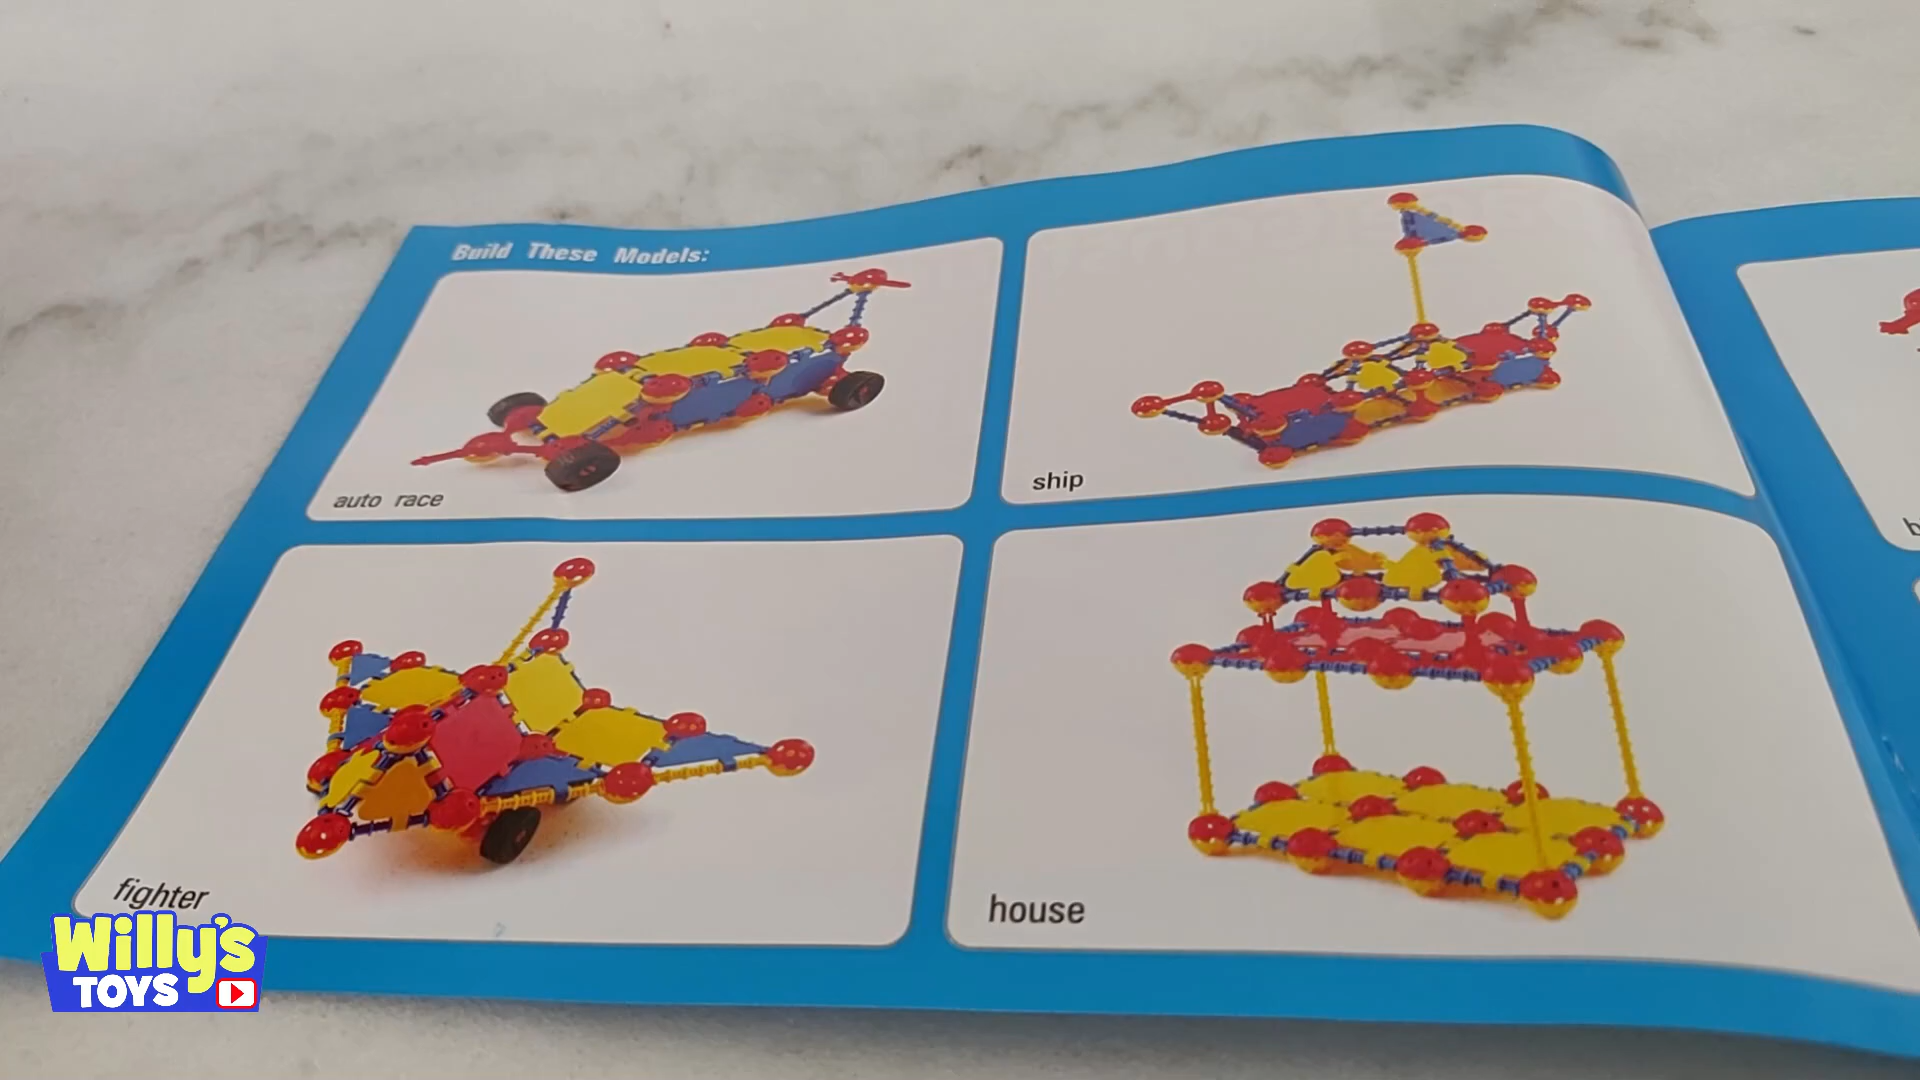 Build These Models:
auto race
ship
fighter
house
Willy's
TOYS